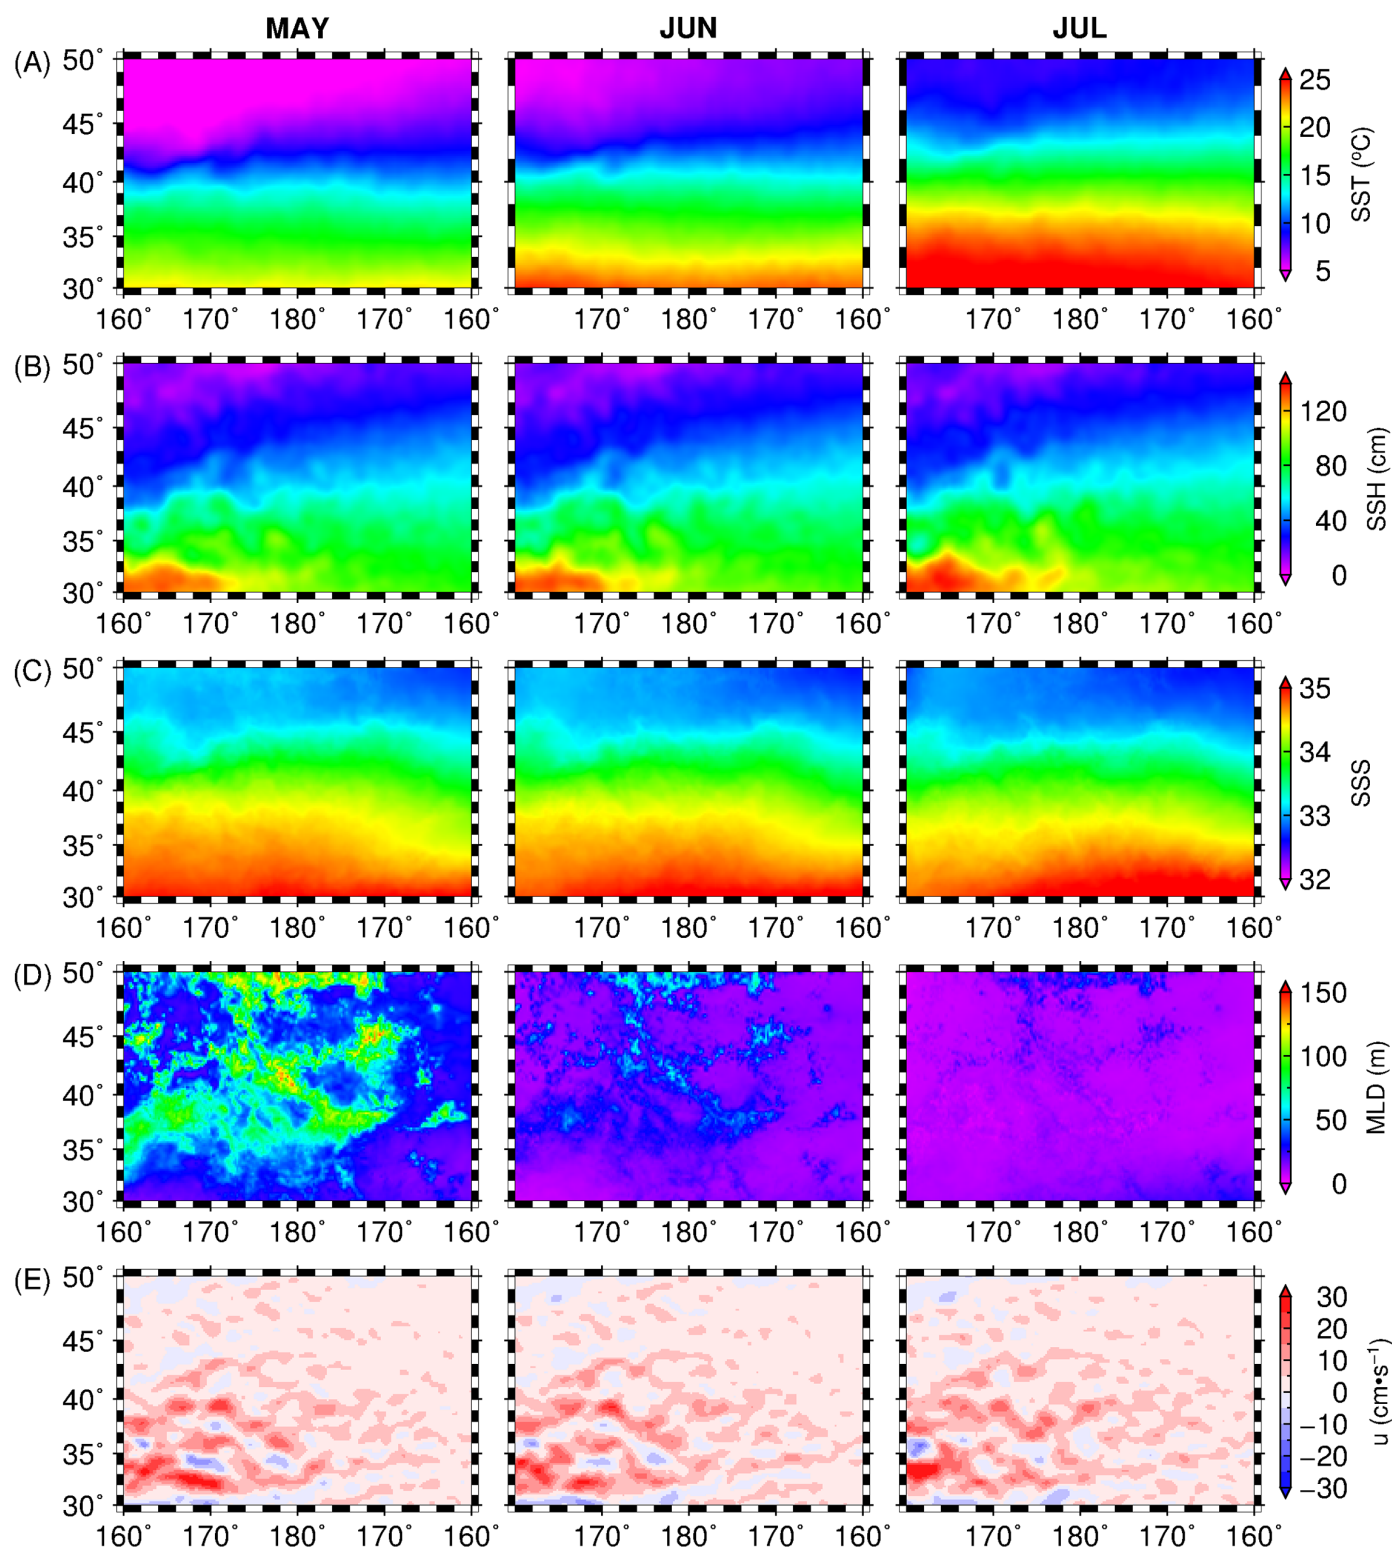 MAY JUN JUL
(A) 50° 45° 40° 35° 30°
160° 170° 180° 170° 160° 170° 180° 170° 160° 170° 180° 170° 160°
25 20 15 10 5
SST (ºC)
(B) 50° 45° 40° 35° 30°
160° 170° 180° 170° 160° 170° 180° 170° 160° 170° 180° 170° 160°
120 80 40 0
SSH (cm)
(C) 50° 45° 40° 35° 30°
160° 170° 180° 170° 160° 170° 180° 170° 160° 170° 180° 170° 160°
35 34 33 32
SSS
(D) 50° 45° 40° 35° 30°
160° 170° 180° 170° 160° 170° 180° 170° 160° 170° 180° 170° 160°
150 100 50 0
MLD (m)
(E) 50° 45° 40° 35° 30°
160° 170° 180° 170° 160° 170° 180° 170° 160° 170° 180° 170° 160°
30 20 10 0 −10 −20 −30
u (cm•s⁻¹)